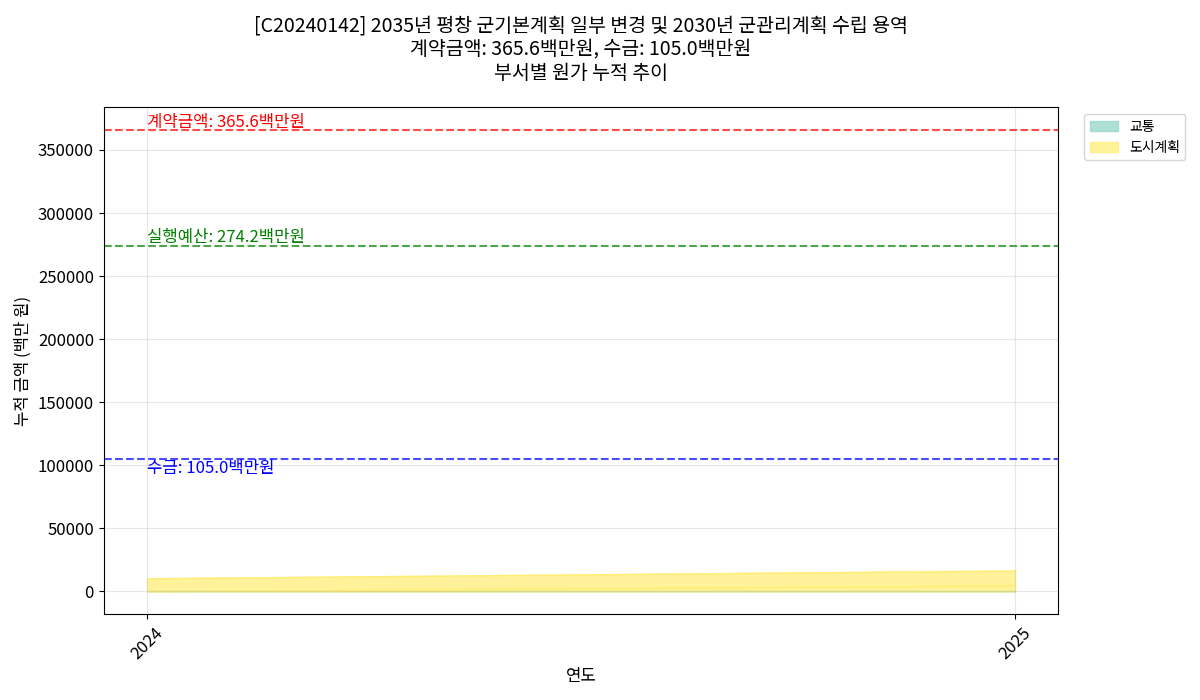 [C20240142] 2035년 평창 군기본계획 일부 변경 및 2030년 군관리계획 수립 용역
계약금액: 365.6백만원, 수금: 105.0백만원
부서별 원가 누적 추이
계약금액: 365.6백만원
교통
도시계획
350000
300000
실행예산: 274.2백만원
250000
200000
누적 금액 (백만 원)
150000
100000
수금: 105.0백만원
50000
0
2024
2025
연도